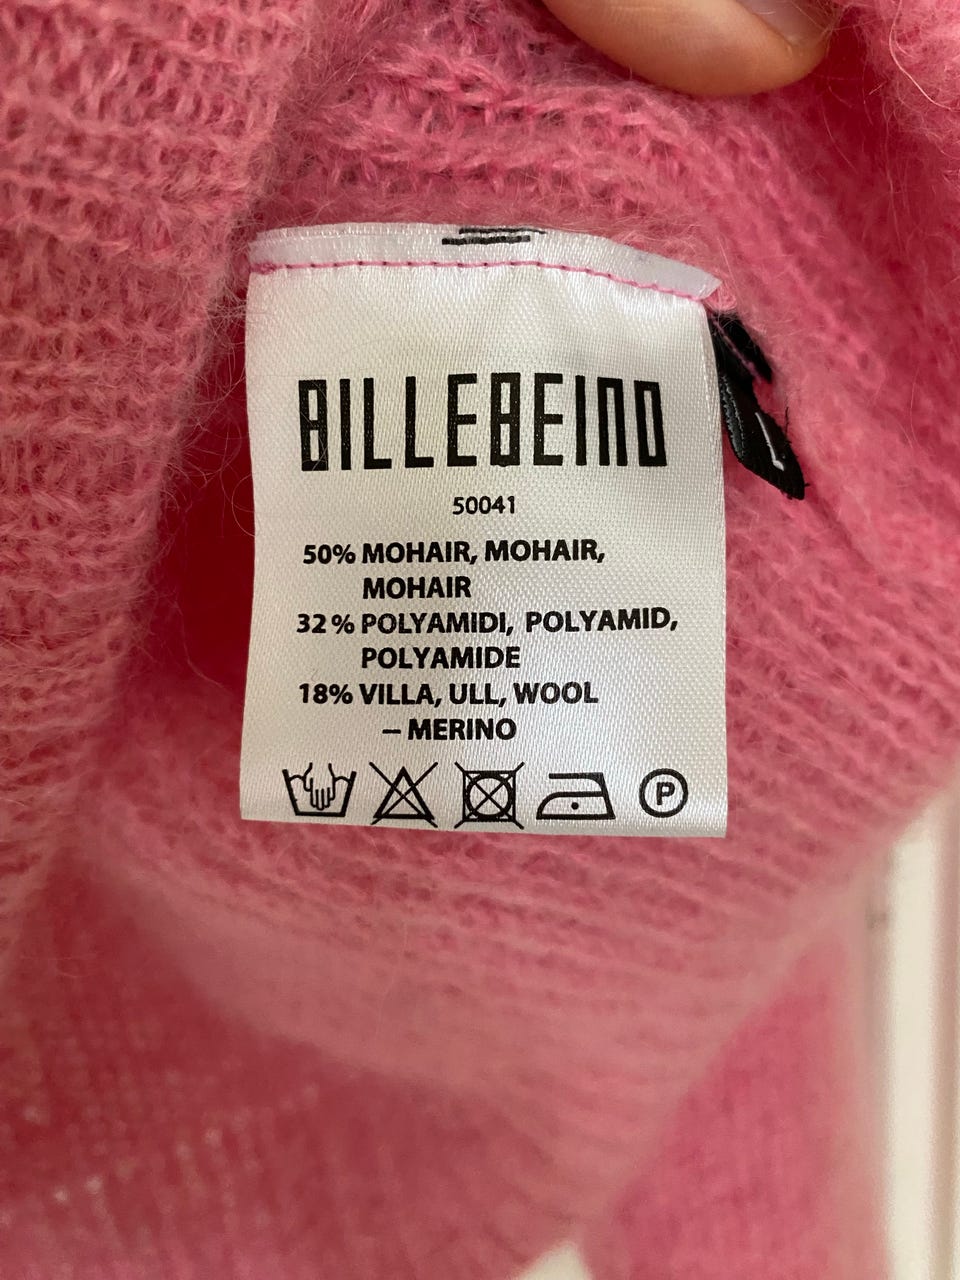 BILLEBEINO
50041
50% MOHAIR, MOHAIR,
MOHAIR
32% POLYAMIDI, POLYAMID,
POLYAMIDE
18% VILLA, ULL, WOOL
– MERINO
P